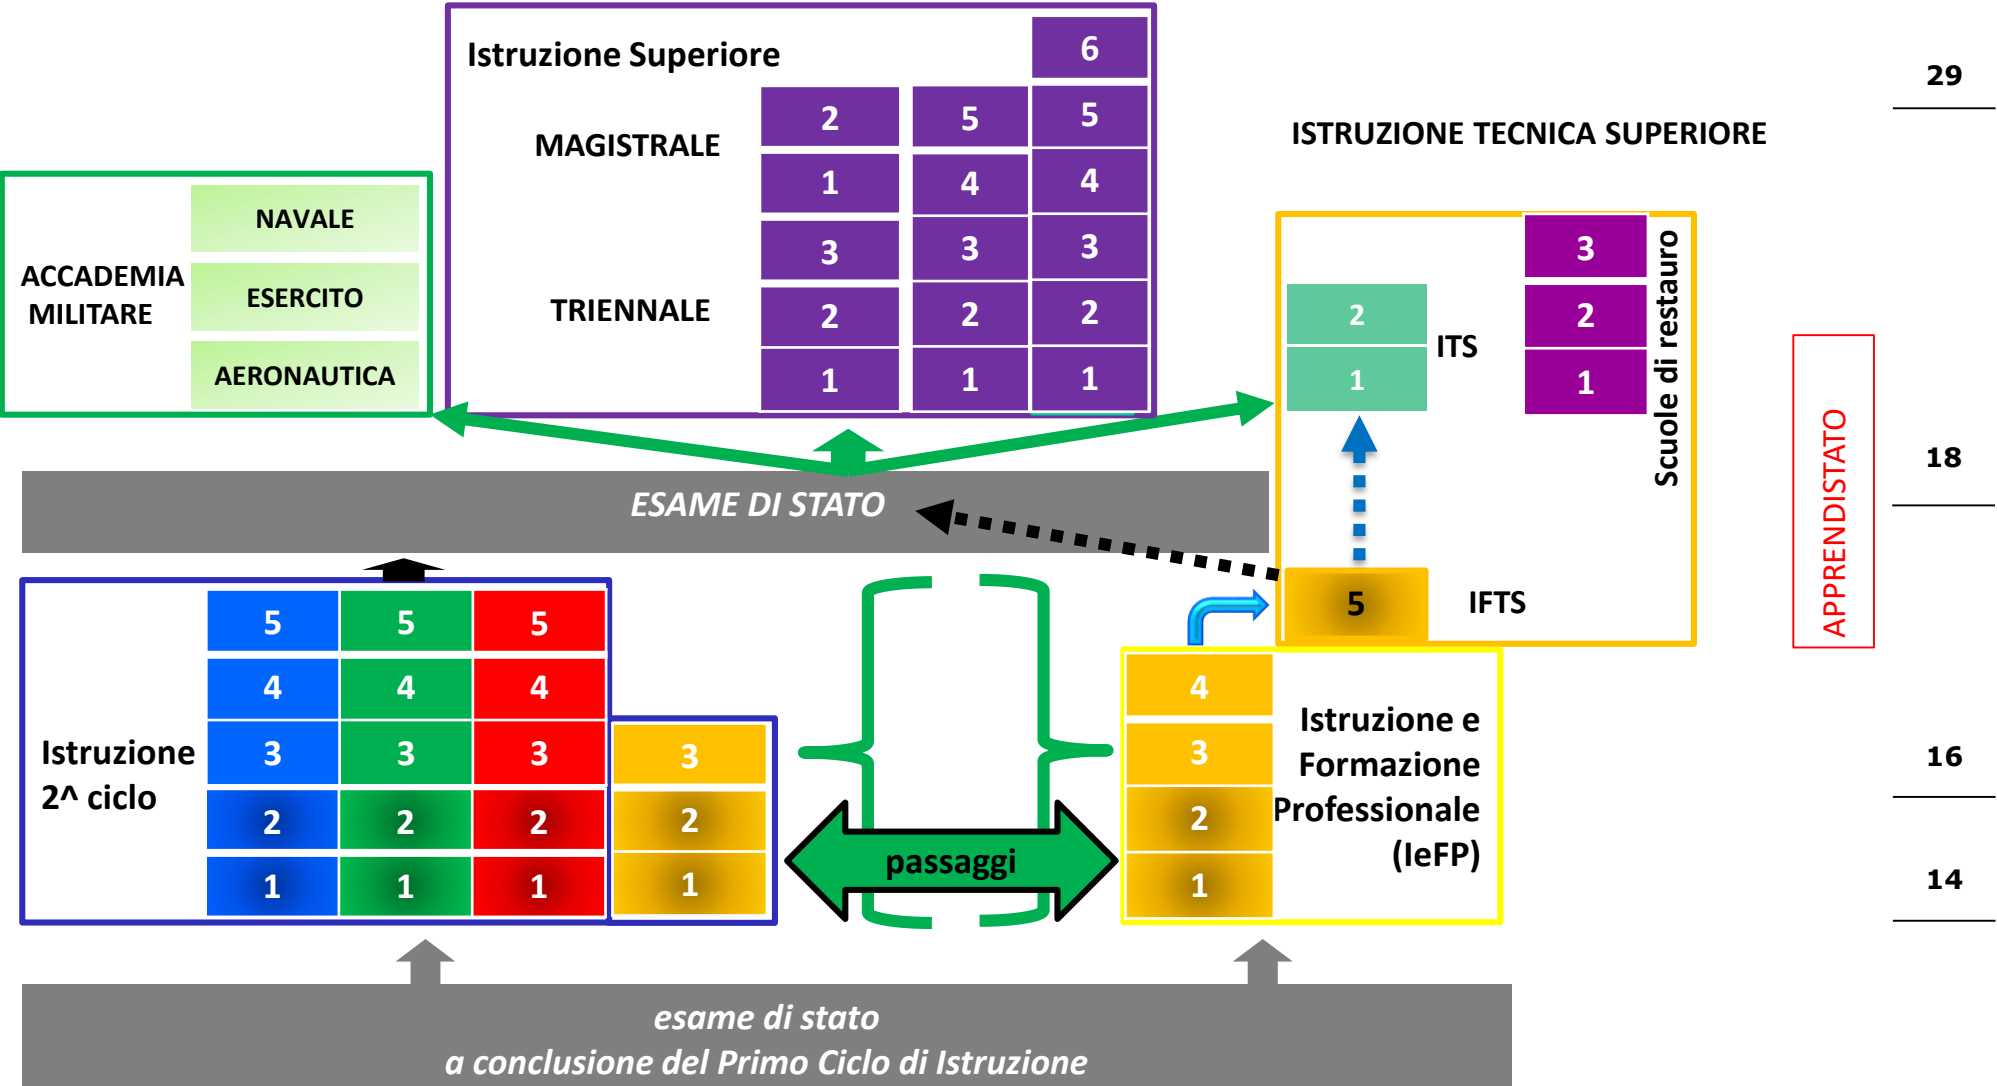 Istruzione Superiore
6
29
MAGISTRALE
2 5 5
1 4 4
TRIENNALE
3 3 3
2 2 2
1 1 1
ISTRUZIONE TECNICA SUPERIORE
ACCADEMIA
MILITARE
NAVALE
ESERCITO
AERONAUTICA
2
1
ITS
3
2
1
Scuole di restauro
APPRENDISTATO
18
ESAME DI STATO
5
IFTS
Istruzione
2^ ciclo
5 5 5
4 4 4
3 3 3 3
2 2 2 2
1 1 1 1
passaggi
4
3
2
1
Istruzione e
Formazione
Professionale
(IeFP)
16
14
esame di stato
a conclusione del Primo Ciclo di Istruzione